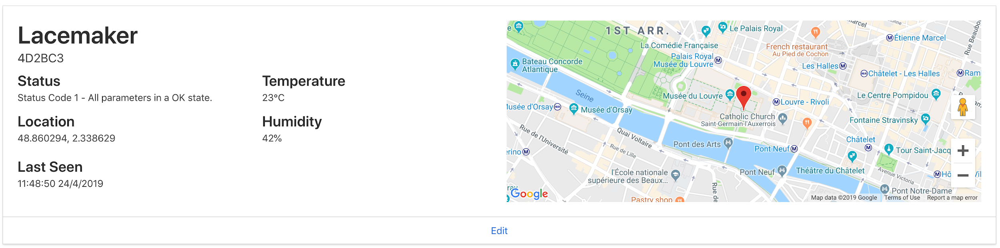 Lacemaker
4D2BC3
Status
Status Code 1 - All parameters in a OK state.
Temperature
23°C
Location
48.860294, 2.338629
Humidity
42%
Last Seen
11:48:50 24/4/2019
1ST ARR.
Le Palais Royal
La Comédie Française
Palais Royal
Musée du Louvre
Bateau Concorde
Atlantique
French restaurant
Au Pied de Cochon
Étienne Marcel
Rue Beaubo
Marcel
Les Halles
Châtelet - Les Halles
Ram
Seine
Musée du Louvre
Louvre - Rivoli
Le Centre Pompidou
Musée d'Orsay
Musée d'Orsay
Catholic Church
Saint-Germain-l'Auxerrois
Fontaine Stravinsky
Rue de l'Université
Quai Voltaire
Rue de Lille
Pont des Arts
Pont Neuf
Châtelet
Tour Saint-Jacq
erino
l'École nationale
supérieure des Beaux...
Pont Neuf
Théâtre du Châtelet
Avenue Victoria
Rue de
Pont Notre-Dame
Pastry shop
Google
Map data ©2019 Google
Terms of Use
Report a map error
Edit